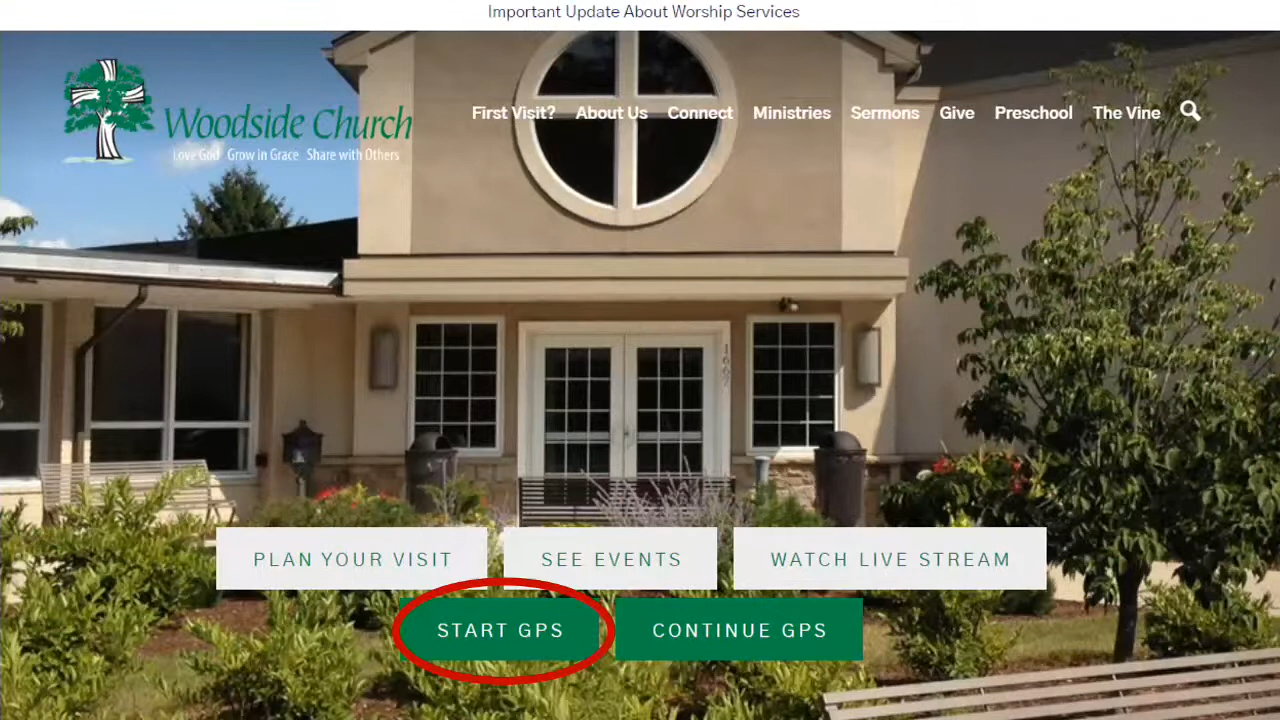 Important Update About Worship Services
Woodside Church
Love God Grow in Grace Share with Others
First Visit? About Us Connect Ministries Sermons Give Preschool The Vine
1667
PLAN YOUR VISIT SEE EVENTS WATCH LIVE STREAM
START GPS CONTINUE GPS